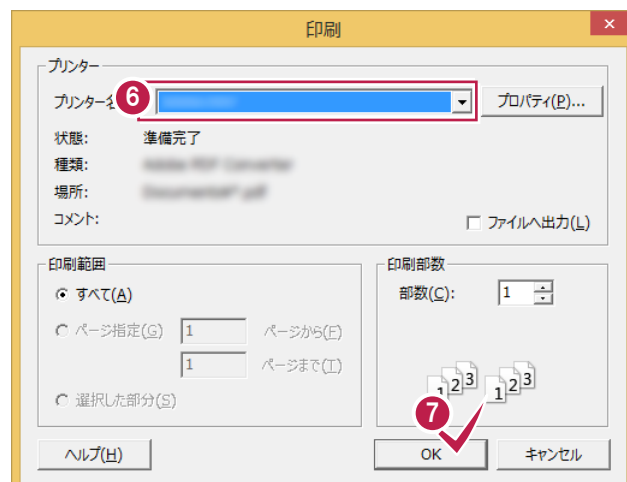 印刷
プリンター
プリンター名 6 プロパティ(P)...
状態: 準備完了
種類:
場所:
コメント: ファイルへ出力(L)
印刷範囲
すべて(A)
ページ指定(G) 1 ページから(F)
1 ページまで(T)
選択した部分(S)
印刷部数
部数(C): 1
1 2 3 1 2 3
7
ヘルプ(H) OK キャンセル